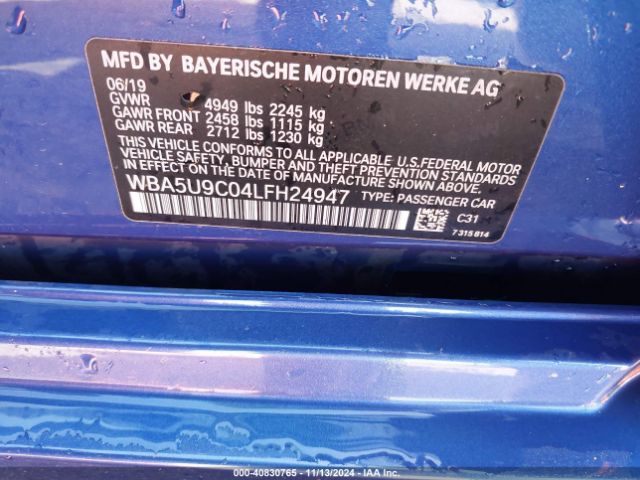 MFD BY BAYERISCHE MOTOREN WERKE AG
06/19
GVWR 4949 lbs 2245 kg
GAWR FRONT 2458 lbs 1115 kg
GAWR REAR 2712 lbs 1230 kg
THIS VEHICLE CONFORMS TO ALL APPLICABLE U.S.FEDERAL MOTOR
VEHICLE SAFETY, BUMPER AND THEFT PREVENTION STANDARDS
IN EFFECT ON THE DATE OF MANUFACTURE SHOWN ABOVE.
WBA5U9C04LFH24947 TYPE: PASSENGER CAR
C31
7315814
000-40830765 - 11/13/2024 - IAA Inc.